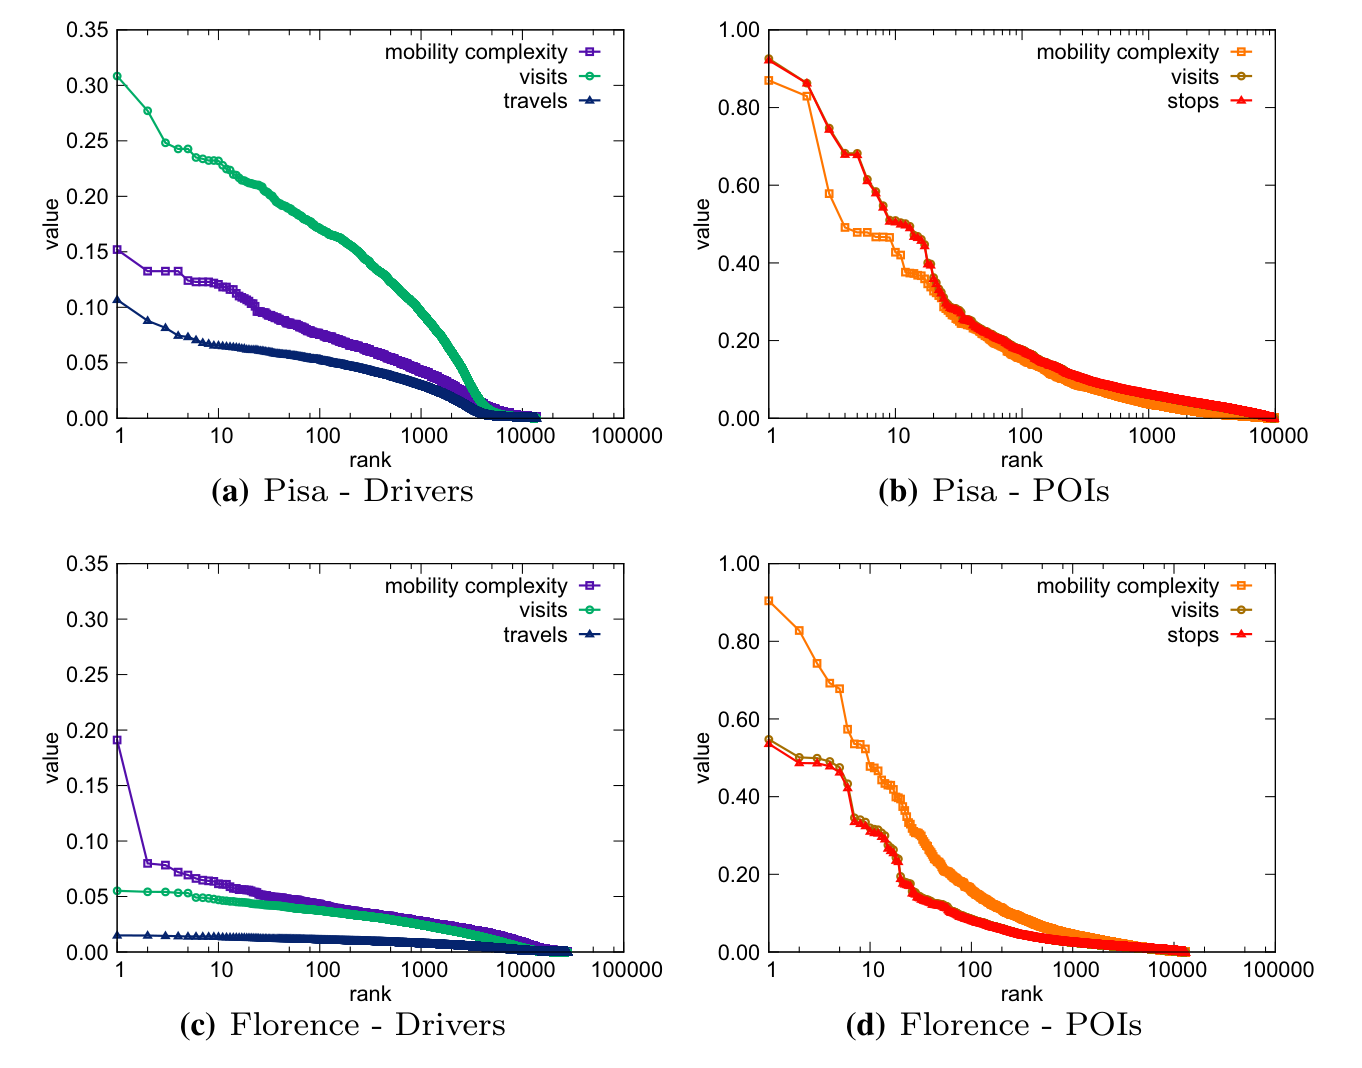 0.35
0.30
0.25
0.20
0.15
0.10
0.05
0.00
value
mobility complexity
visits
travels
1 10 100 1000 10000 100000
rank
(a) Pisa - Drivers
1.00
0.80
0.60
0.40
0.20
0.00
value
mobility complexity
visits
stops
1 10 100 1000 10000
rank
(b) Pisa - POIs
0.35
0.30
0.25
0.20
0.15
0.10
0.05
0.00
value
mobility complexity
visits
travels
1 10 100 1000 10000 100000
rank
(c) Florence - Drivers
1.00
0.80
0.60
0.40
0.20
0.00
value
mobility complexity
visits
stops
1 10 100 1000 10000 100000
rank
(d) Florence - POIs